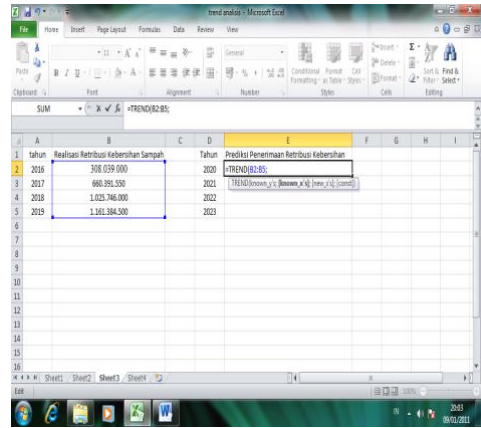 trend analisis - Microsoft Excel
File Home Insert Page Layout Formulas Data Review View
Paste
B I U
General
Conditional Formatting Format as Table Cell Styles
Insert
Delete
Format
Sort & Filter Find & Select
Clipboard Font Alignment Number Styles Cells Editing
SUM =TREND(B2:B5;
A B C D E F G H I
1 tahun Realisasi Retribusi Kebersihan Sampah Tahun Prediksi Penerimaan Retribusi Kebersihan
2 2016 308.039.000 2020 =TREND(B2:B5;
3 2017 660.391.550 2021 TREND(known_y's; [known_x's]; [new_x's]; [const])
4 2018 1.025.746.000 2022
5 2019 1.161.384.500 2023
6
7
8
9
10
11
12
13
14
15
16
Sheet1 Sheet2 Sheet3 Sheet4
Edit 100%
IN 20:03
09/01/2011